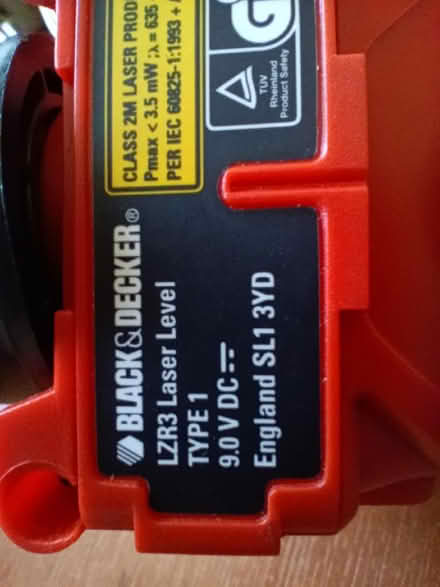 CLASS 2M LASER PROD
Pmax < 3.5 mW ; λ = 635
PER IEC 60825-1:1993 +
TÜV
Rheinland
Product Safety
BLACK&DECKER®
LZR3 Laser Level
TYPE 1
9.0 V DC
England SL1 3YD